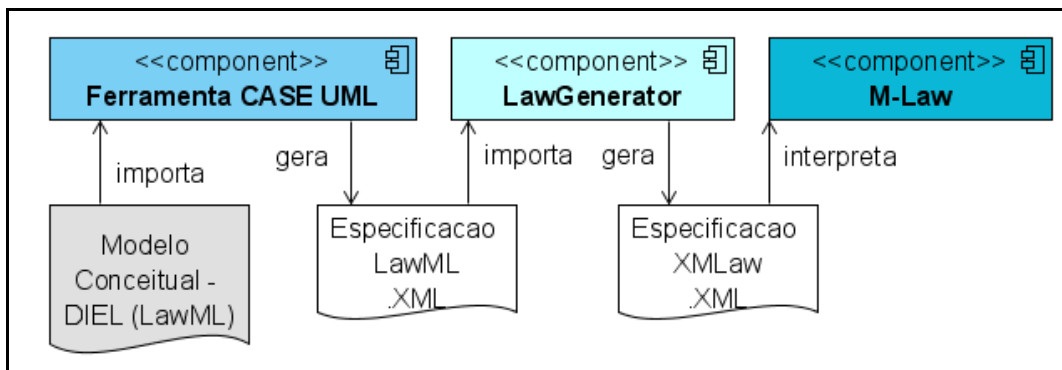 <<component>>
Ferramenta CASE UML
<<component>>
LawGenerator
<<component>>
M-Law
importa
gera
importa
gera
interpreta
Modelo
Conceitual -
DIEL (LawML)
Especificacao
LawML
.XML
Especificacao
XMLaw
.XML